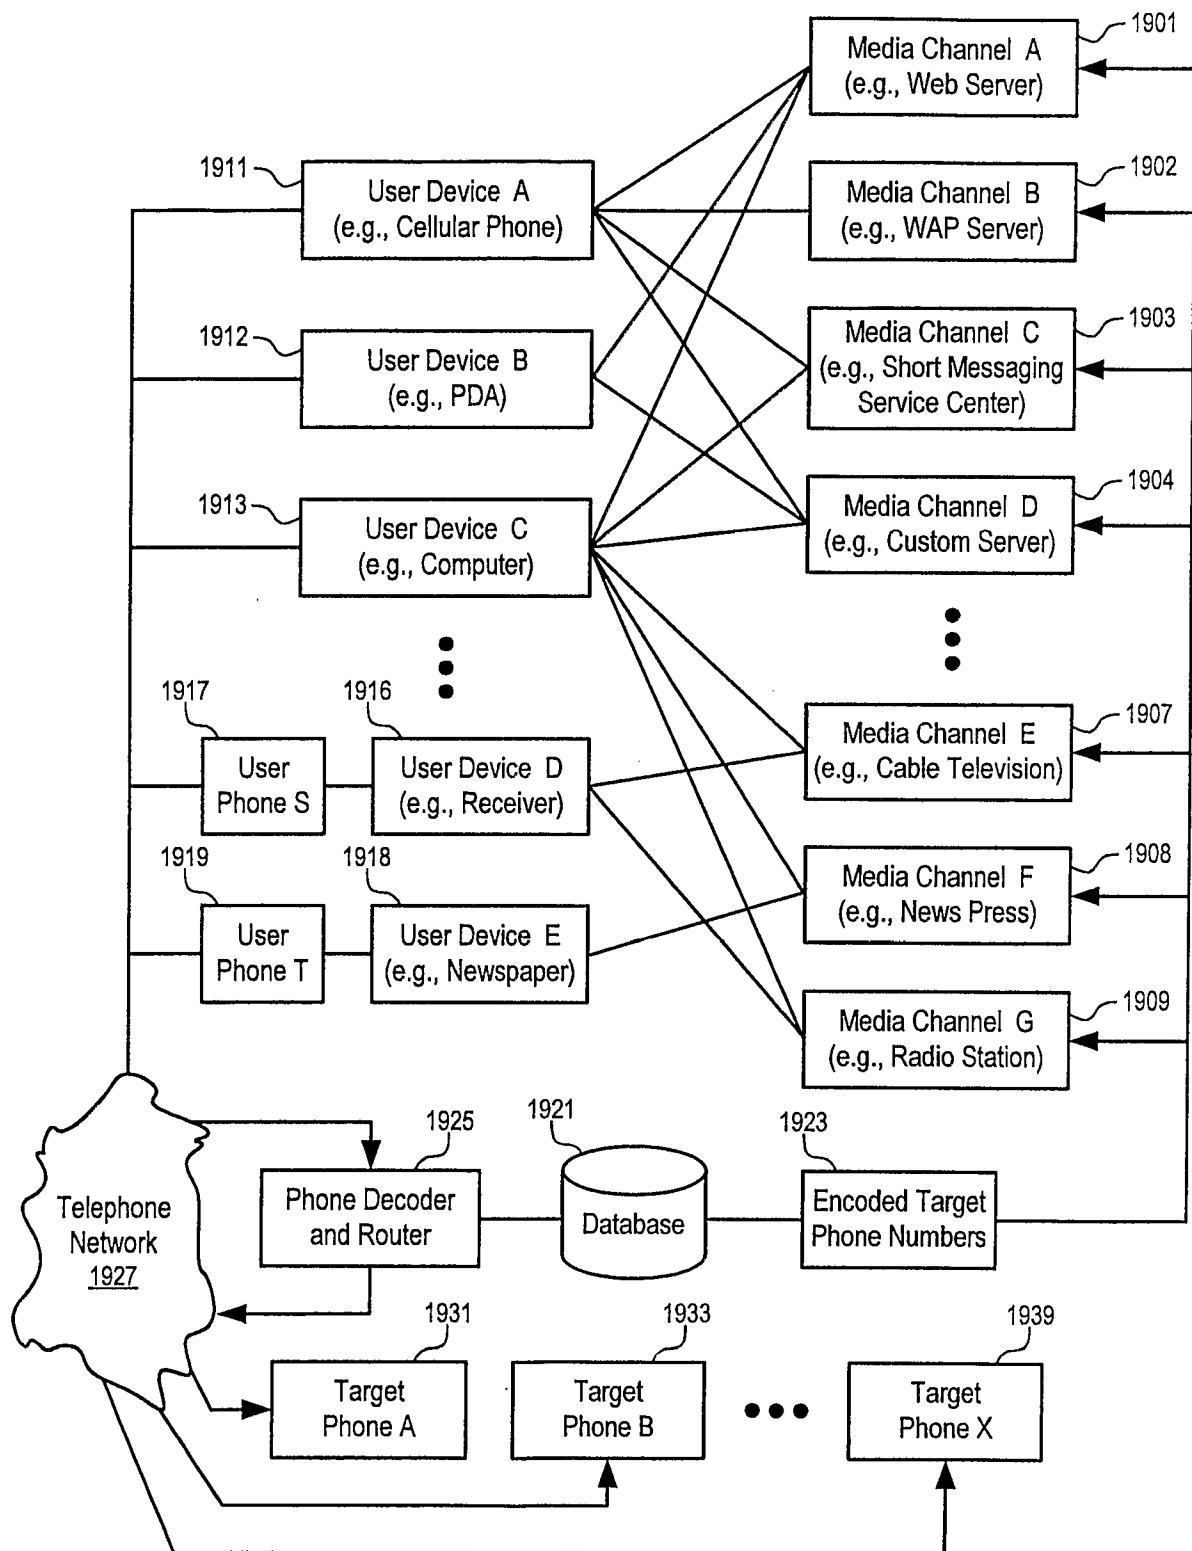 1901
Media Channel A
(e.g., Web Server)
1911
User Device A
(e.g., Cellular Phone)
1902
Media Channel B
(e.g., WAP Server)
1912
User Device B
(e.g., PDA)
1903
Media Channel C
(e.g., Short Messaging
Service Center)
1913
User Device C
(e.g., Computer)
1904
Media Channel D
(e.g., Custom Server)
1917
User
Phone S
1916
User Device D
(e.g., Receiver)
1907
Media Channel E
(e.g., Cable Television)
1919
User
Phone T
1918
User Device E
(e.g., Newspaper)
1908
Media Channel F
(e.g., News Press)
1909
Media Channel G
(e.g., Radio Station)
Telephone
Network
1927
1925
Phone Decoder
and Router
1921
Database
1923
Encoded Target
Phone Numbers
1931
Target
Phone A
1933
Target
Phone B
1939
Target
Phone X